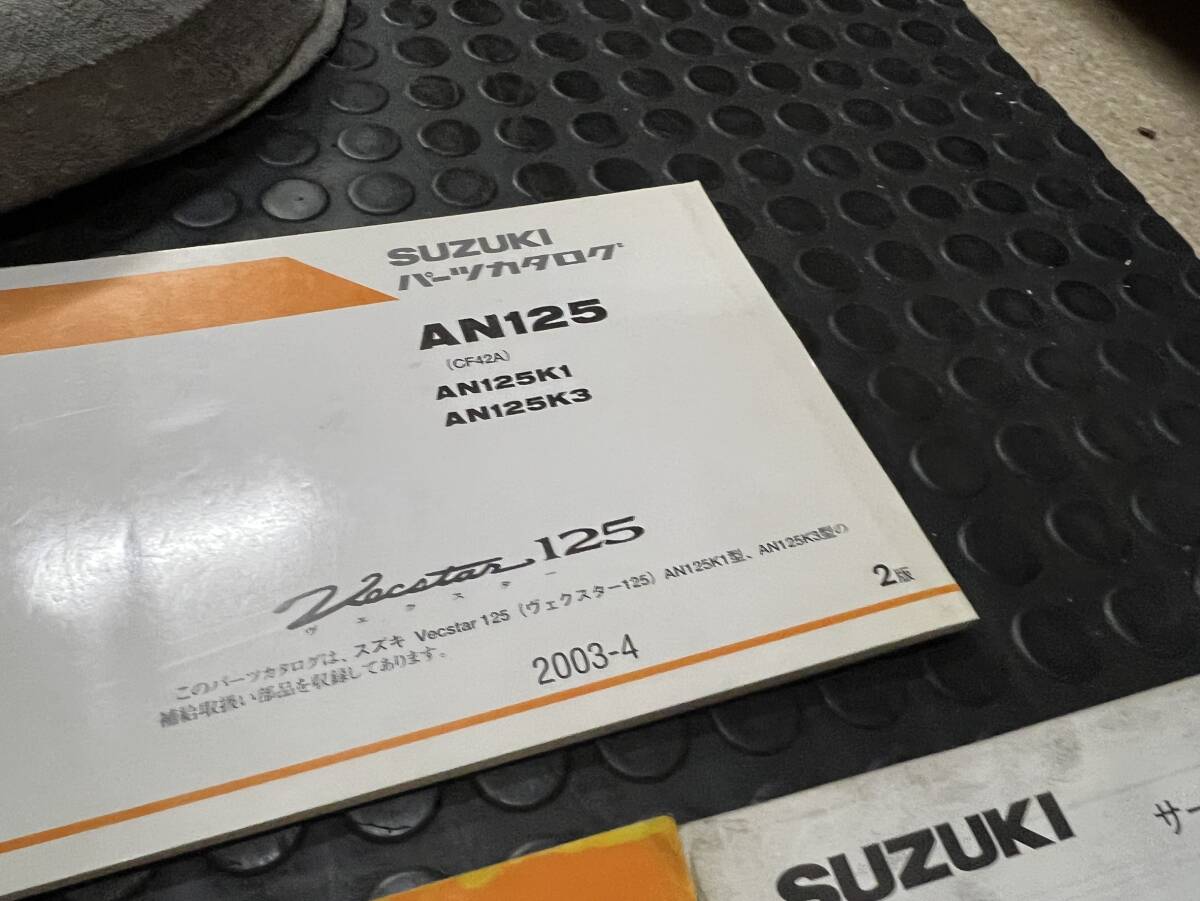 SUZUKI
パーツカタログ
AN125
(CF42A)
AN125K1
AN125K3
Vecstar 125
ヴェクスター
このパーツカタログは、スズキ Vecstar 125 (ヴェクスター125) AN125K1型、AN125K3型の
補給取扱い部品を収録してあります。
2003-4
2版
SUZUKI
サー